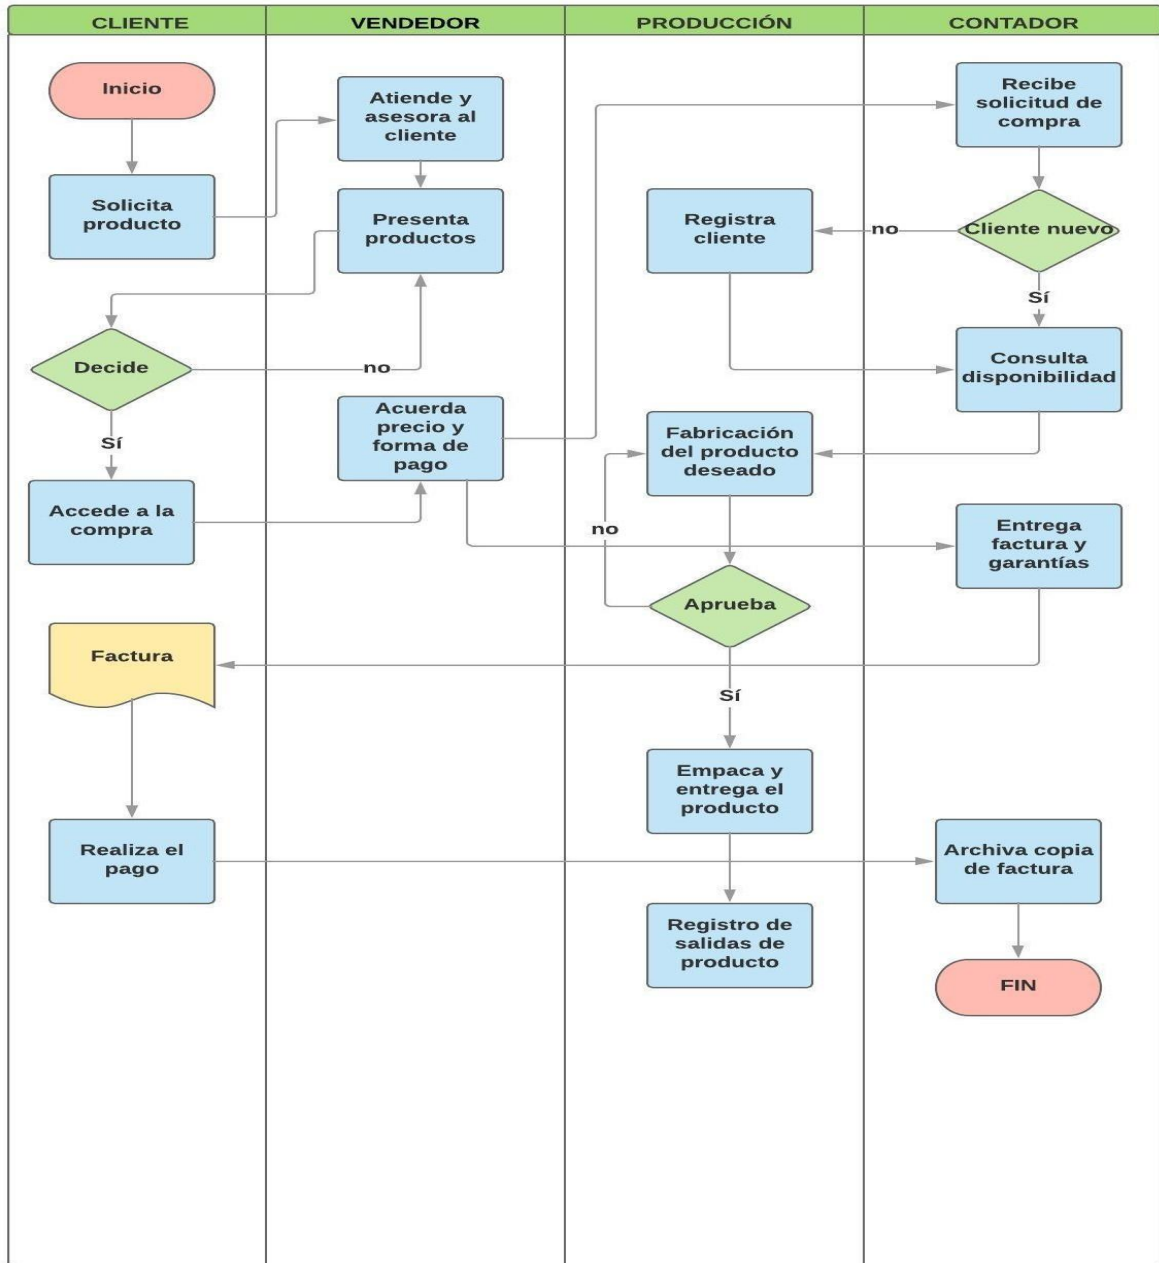 CLIENTE
VENDEDOR
PRODUCCIÓN
CONTADOR
Inicio
Atiende y
asesora al
cliente
Recibe
solicitud de
compra
Solicita
producto
Presenta
productos
Registra
cliente
no
Cliente nuevo
Sí
Decide
no
Consulta
disponibilidad
Sí
Acuerda
precio y
forma de
pago
Fabricación
del producto
deseado
Accede a la
compra
no
Entrega
factura y
garantías
Aprueba
Factura
Sí
Empaca y
entrega el
producto
Realiza el
pago
Archiva copia
de factura
Registro de
salidas de
producto
FIN